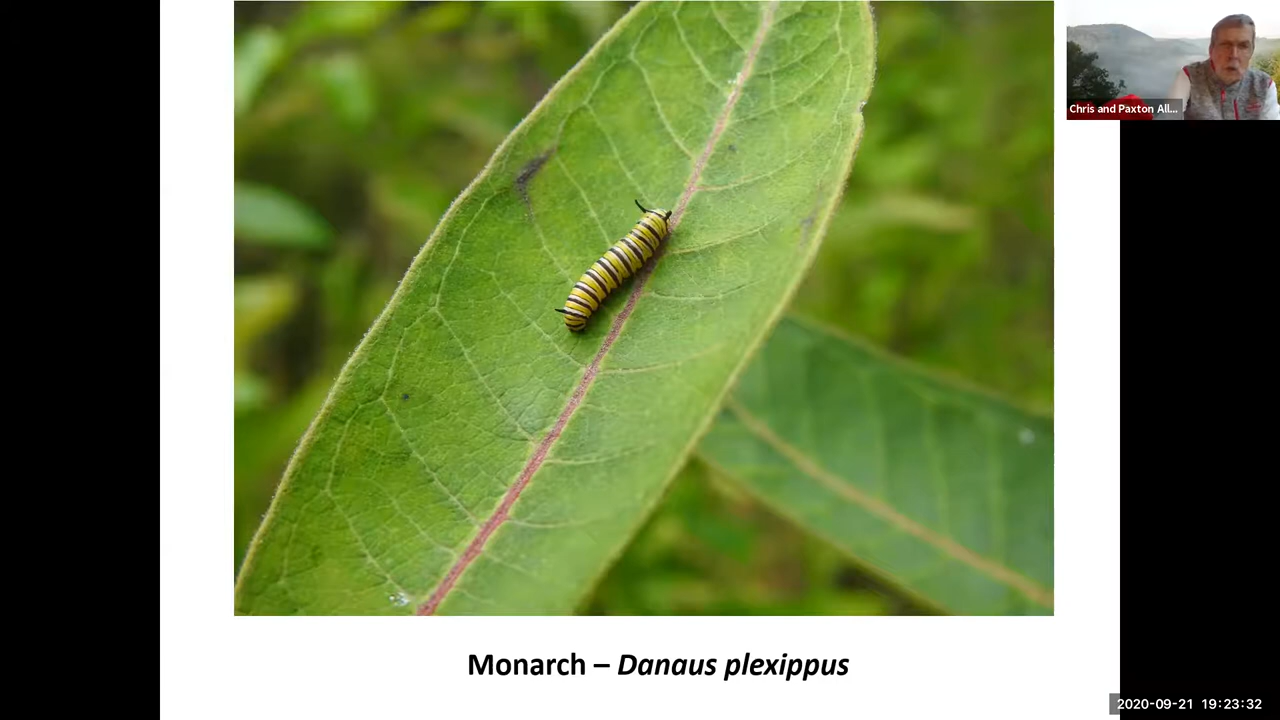 Chris and Paxton All...
Monarch – Danaus plexippus
2020-09-21 19:23:32